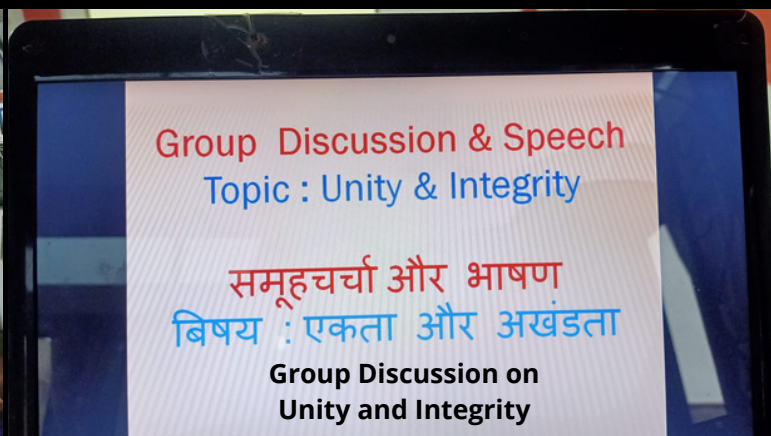 Group Discussion & Speech
Topic : Unity & Integrity
समूहचर्चा और भाषण
बिषय : एकता और अखंडता
Group Discussion on
Unity and Integrity